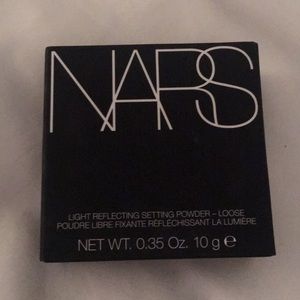 NARS
LIGHT REFLECTING SETTING POWDER – LOOSE
POUDRE LIBRE FIXANTE RÉFLÉCHISSANT LA LUMIÈRE
NET WT. 0.35 Oz. 10 g ℮